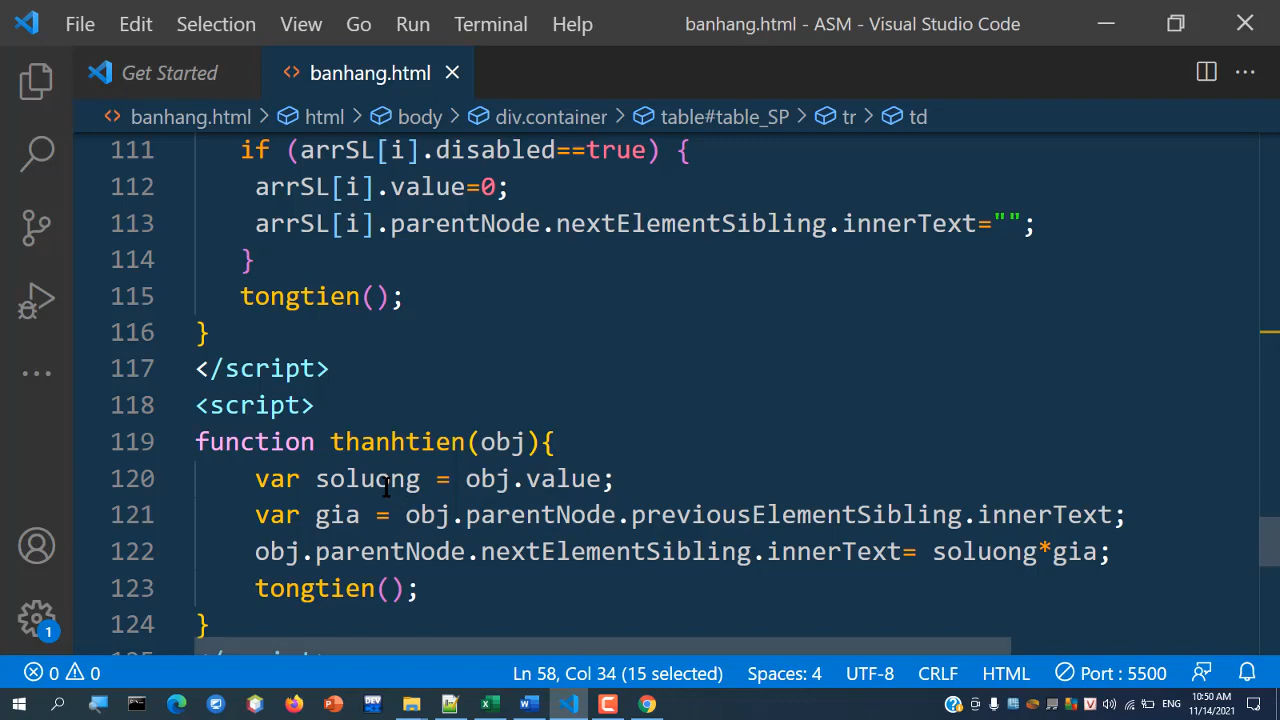 File Edit Selection View Go Run Terminal Help banhang.html - ASM - Visual Studio Code
Get Started banhang.html
banhang.html > html > body > div.container > table#table_SP > tr > td
111 if (arrSL[i].disabled==true) {
112 arrSL[i].value=0;
113 arrSL[i].parentNode.nextElementSibling.innerText="";
114 }
115 tongtien();
116 }
117 </script>
118 <script>
119 function thanhtien(obj){
120 var soluong = obj.value;
121 var gia = obj.parentNode.previousElementSibling.innerText;
122 obj.parentNode.nextElementSibling.innerText= soluong*gia;
123 tongtien();
124 }
1
0 0 Ln 58, Col 34 (15 selected) Spaces: 4 UTF-8 CRLF HTML Port : 5500
ENG 10:50 AM
11/14/2021